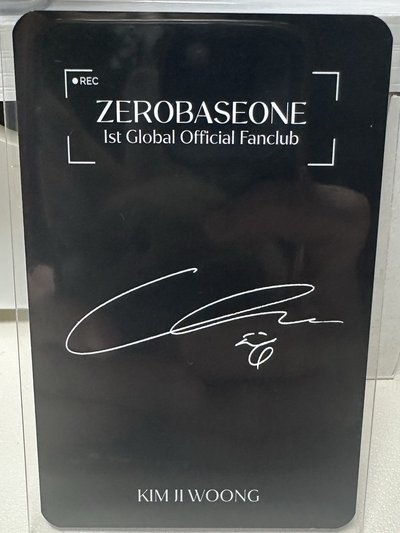 REC
ZEROBASEONE
1st Global Official Fanclub
KIM JI WOONG